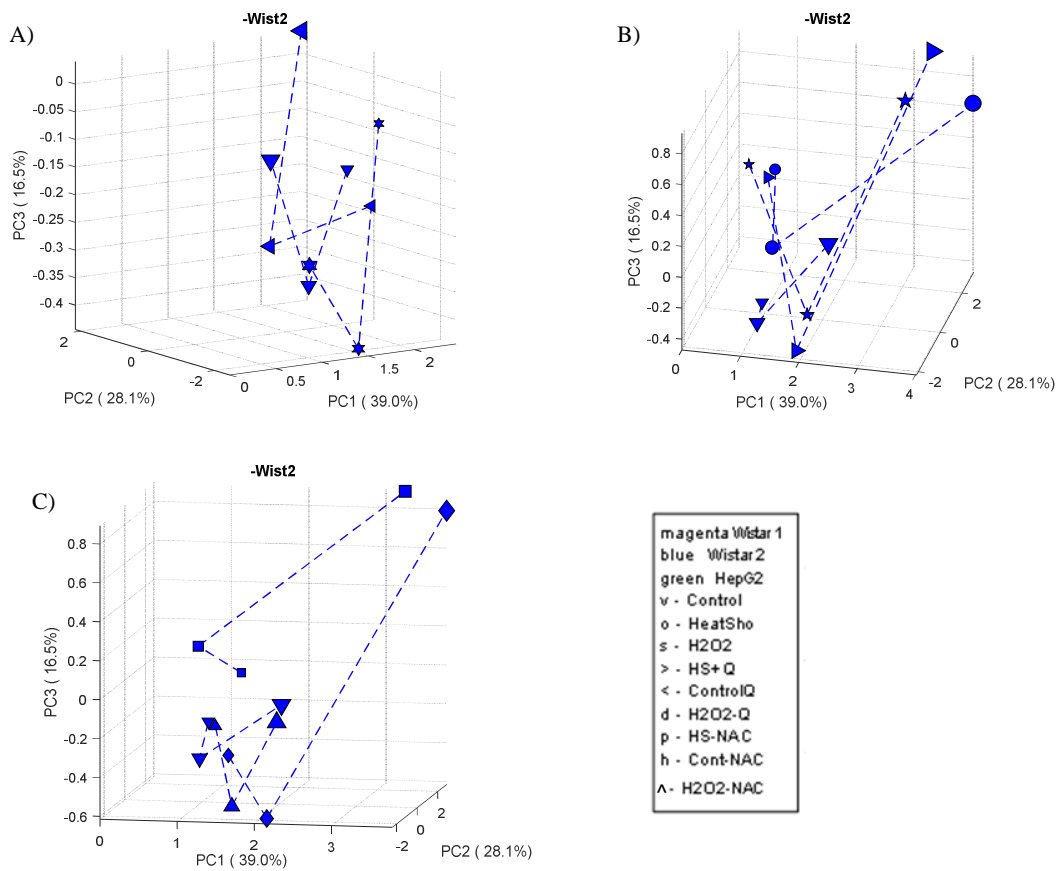 A)
-Wist2
0
-0.05
-0.1
-0.15
-0.2
-0.25
-0.3
-0.35
-0.4
PC3 ( 16.5%)
2
0
-2
PC2 ( 28.1%)
0
0.5
1
1.5
2
PC1 ( 39.0%)
B)
-Wist2
0.8
0.6
0.4
0.2
0
-0.2
-0.4
PC3 ( 16.5%)
0
1
2
3
4
PC1 ( 39.0%)
2
0
-2
PC2 ( 28.1%)
C)
-Wist2
0.8
0.6
0.4
0.2
0
-0.2
-0.4
-0.6
PC3 ( 16.5%)
0
1
2
3
PC1 ( 39.0%)
2
0
-2
PC2 ( 28.1%)
magenta Wistar 1
blue Wistar2
green HepG2
v - Control
o - HeatSho
s - H2O2
> - HS+Q
< - ControlQ
d - H2O2-Q
p - HS-NAC
h - Cont-NAC
^ - H2O2-NAC